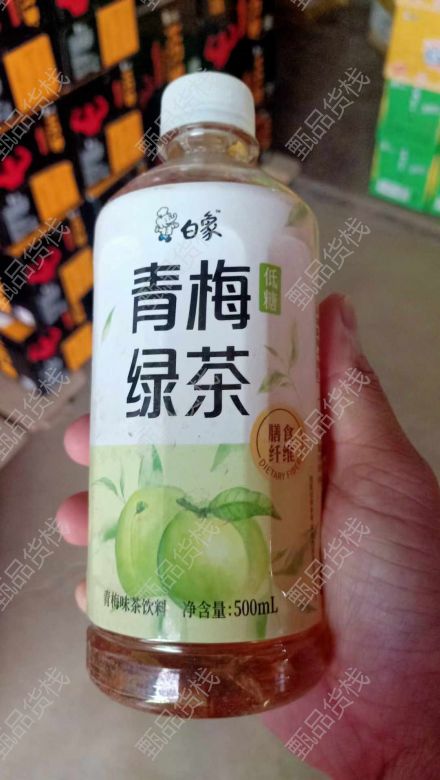 白象
青梅
绿茶
低糖
膳食
纤维
DIETARY FIBER
青梅味茶饮料 净含量:500mL
甄品货栈